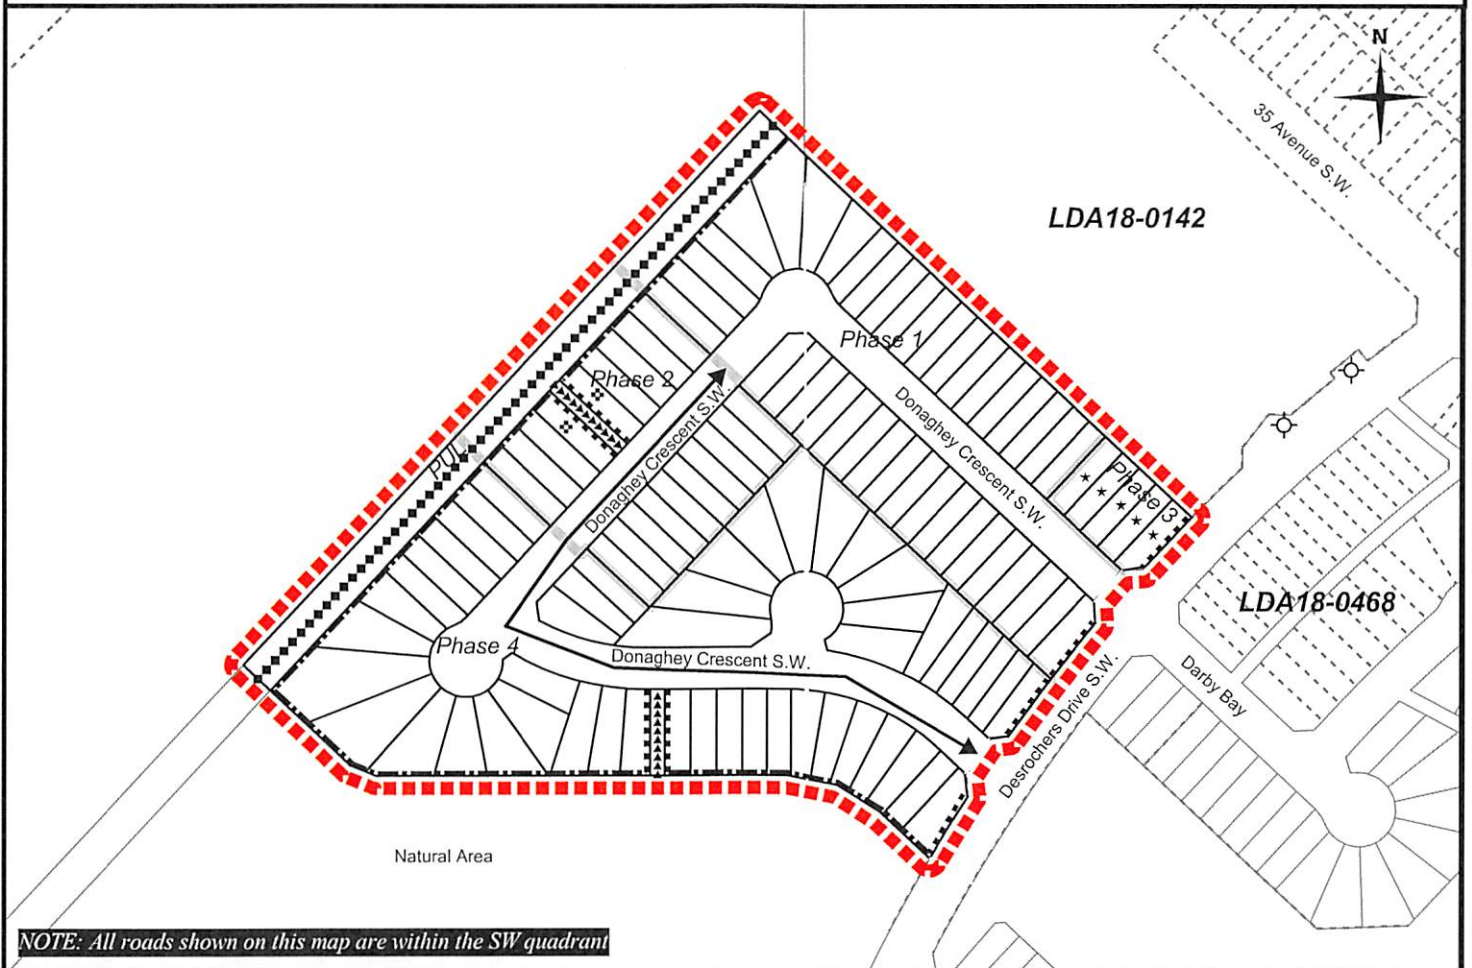 N
35 Avenue S.W.
LDA18-0142
Phase 1
Phase 2
Donaghey Crescent S.W.
Donaghey Crescent S.W.
PUL
Phase 3
LDA18-0468
Phase 4
Donaghey Crescent S.W.
Darby Bay
Desrochers Drive S.W.
Natural Area
NOTE: All roads shown on this map are within the SW quadrant